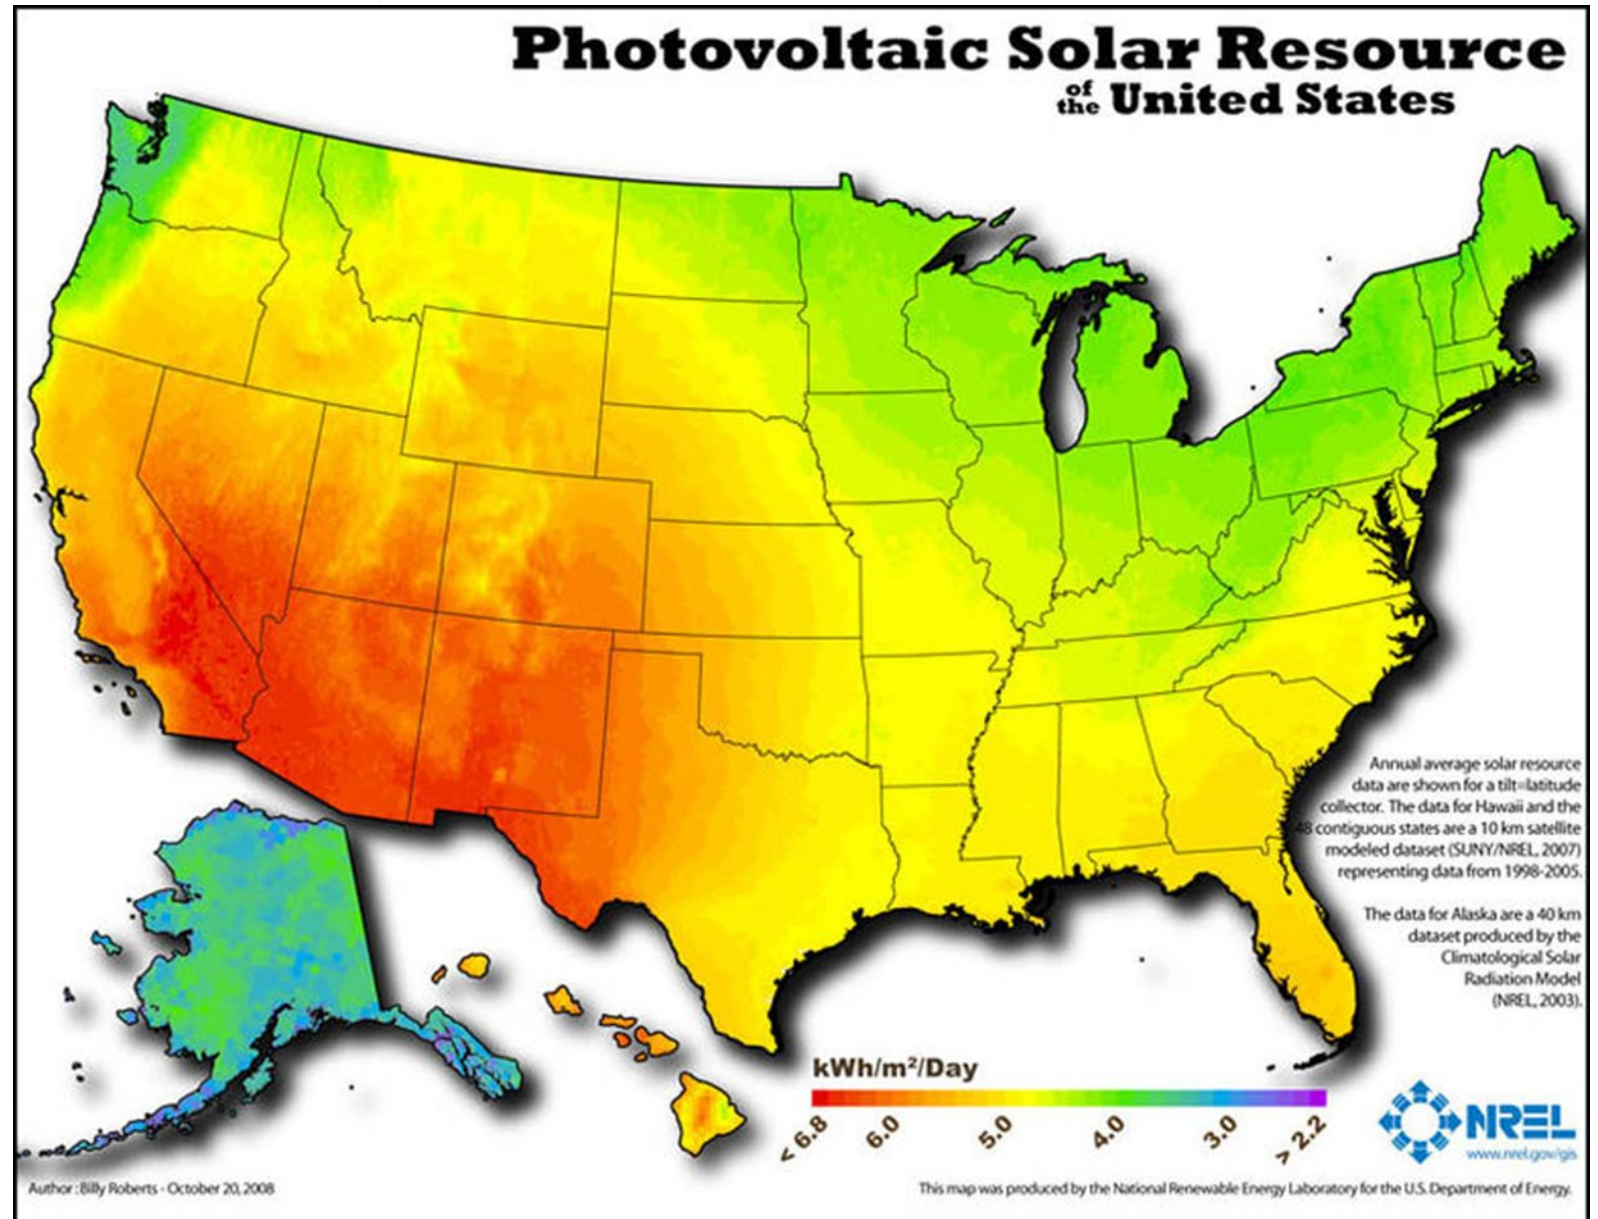 Photovoltaic Solar Resource
of the United States
Annual average solar resource
data are shown for a tilt=latitude
collector. The data for Hawaii and the
48 contiguous states are a 10 km satellite
modeled dataset (SUNY/NREL, 2007)
representing data from 1998-2005.
The data for Alaska are a 40 km
dataset produced by the
Climatological Solar
Radiation Model
(NREL, 2003).
kWh/m²/Day
< 6.8 6.0 5.0 4.0 3.0 > 2.2
NREL
www.nrel.gov/gis
Author : Billy Roberts - October 20, 2008
This map was produced by the National Renewable Energy Laboratory for the U.S. Department of Energy.